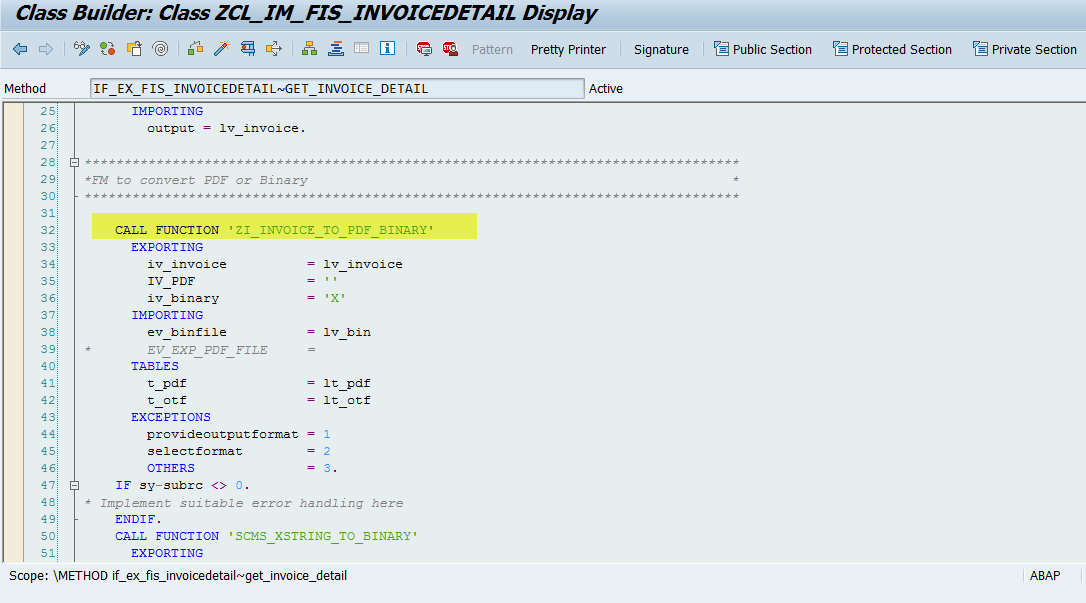 Class Builder: Class ZCL_IM_FIS_INVOICEDETAIL Display
Pattern Pretty Printer Signature Public Section Protected Section Private Section
Method IF_EX_FIS_INVOICEDETAIL~GET_INVOICE_DETAIL Active
25 IMPORTING
26 output = lv_invoice.
27
28 **********************************************************************************
29 *FM to convert PDF or Binary *
30 **********************************************************************************
31
32 CALL FUNCTION 'ZI_INVOICE_TO_PDF_BINARY'
33 EXPORTING
34 iv_invoice = lv_invoice
35 IV_PDF = ''
36 iv_binary = 'X'
37 IMPORTING
38 ev_binfile = lv_bin
39 * EV_EXP_PDF_FILE =
40 TABLES
41 t_pdf = lt_pdf
42 t_otf = lt_otf
43 EXCEPTIONS
44 provideoutputformat = 1
45 selectformat = 2
46 OTHERS = 3.
47 IF sy-subrc <> 0.
48 * Implement suitable error handling here
49 ENDIF.
50 CALL FUNCTION 'SCMS_XSTRING_TO_BINARY'
51 EXPORTING
Scope: \METHOD if_ex_fis_invoicedetail~get_invoice_detail ABAP